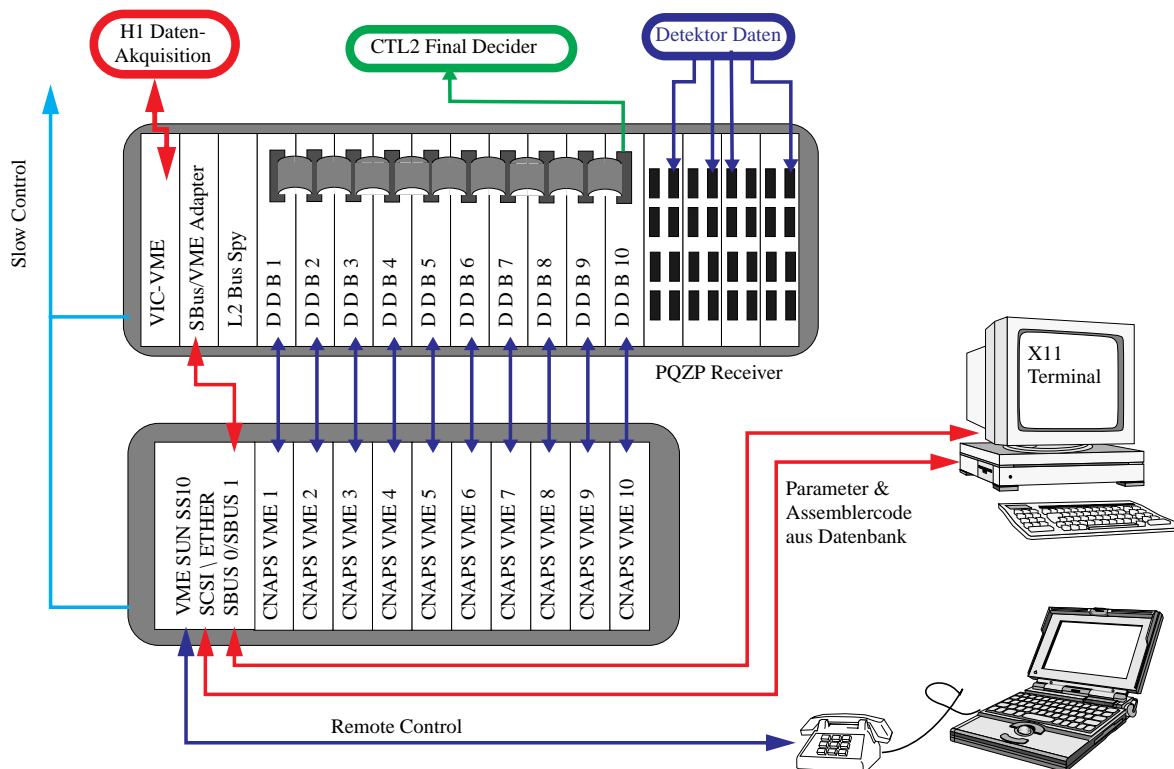 H1 Daten-
Akquisition
CTL2 Final Decider
Detektor Daten
Slow Control
VIC-VME
SBus/VME Adapter
L2 Bus Spy
D D B 1
D D B 2
D D B 3
D D B 4
D D B 5
D D B 6
D D B 7
D D B 8
D D B 9
D D B 10
PQZP Receiver
X11
Terminal
VME SUN SS10
SCSI \ ETHER
SBUS 0/SBUS 1
CNAPS VME 1
CNAPS VME 2
CNAPS VME 3
CNAPS VME 4
CNAPS VME 5
CNAPS VME 6
CNAPS VME 7
CNAPS VME 8
CNAPS VME 9
CNAPS VME 10
Parameter &
Assemblercode
aus Datenbank
Remote Control